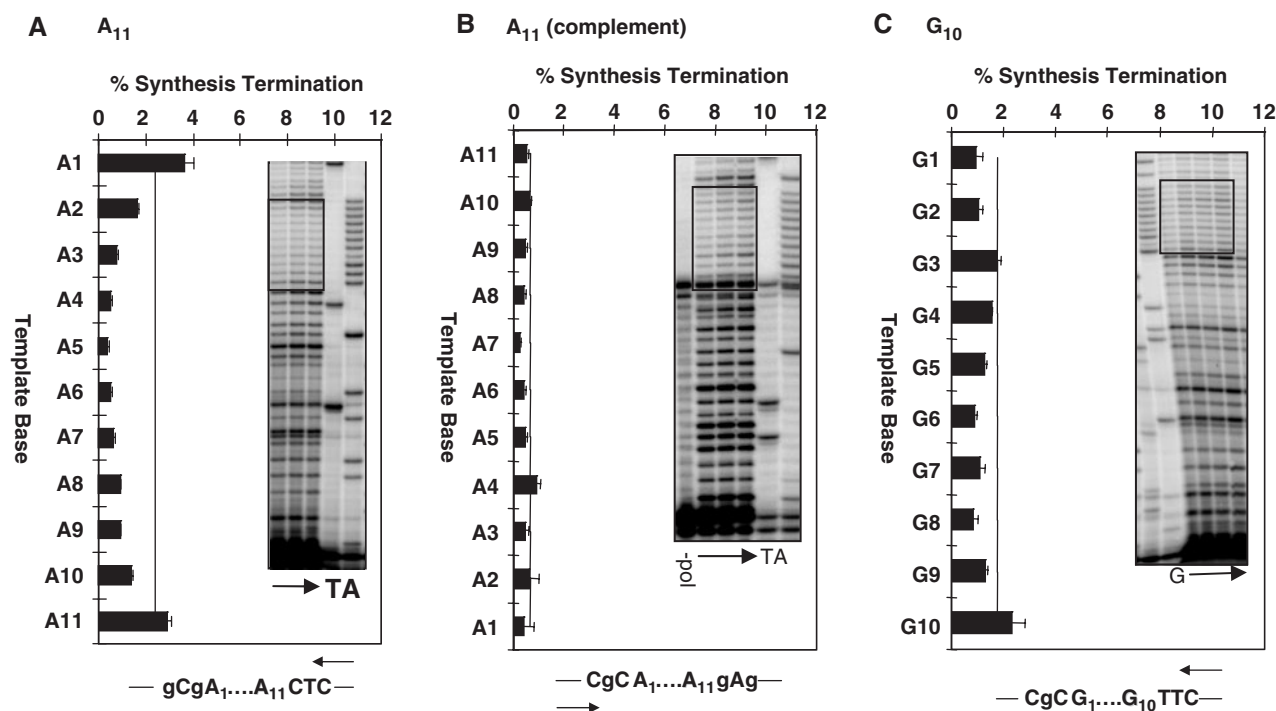 A
A11
% Synthesis Termination
0 2 4 6 8 10 12
Template Base
A1
A2
A3
A4
A5
A6
A7
A8
A9
A10
A11
TA
gCgA1....A11CTC
B
A11 (complement)
% Synthesis Termination
0 2 4 6 8 10 12
Template Base
A11
A10
A9
A8
A7
A6
A5
A4
A3
A2
A1
-pol
TA
CgC A1....A11gAg
C
G10
% Synthesis Termination
0 2 4 6 8 10 12
Template Base
G1
G2
G3
G4
G5
G6
G7
G8
G9
G10
G
CgC G1....G10TTC